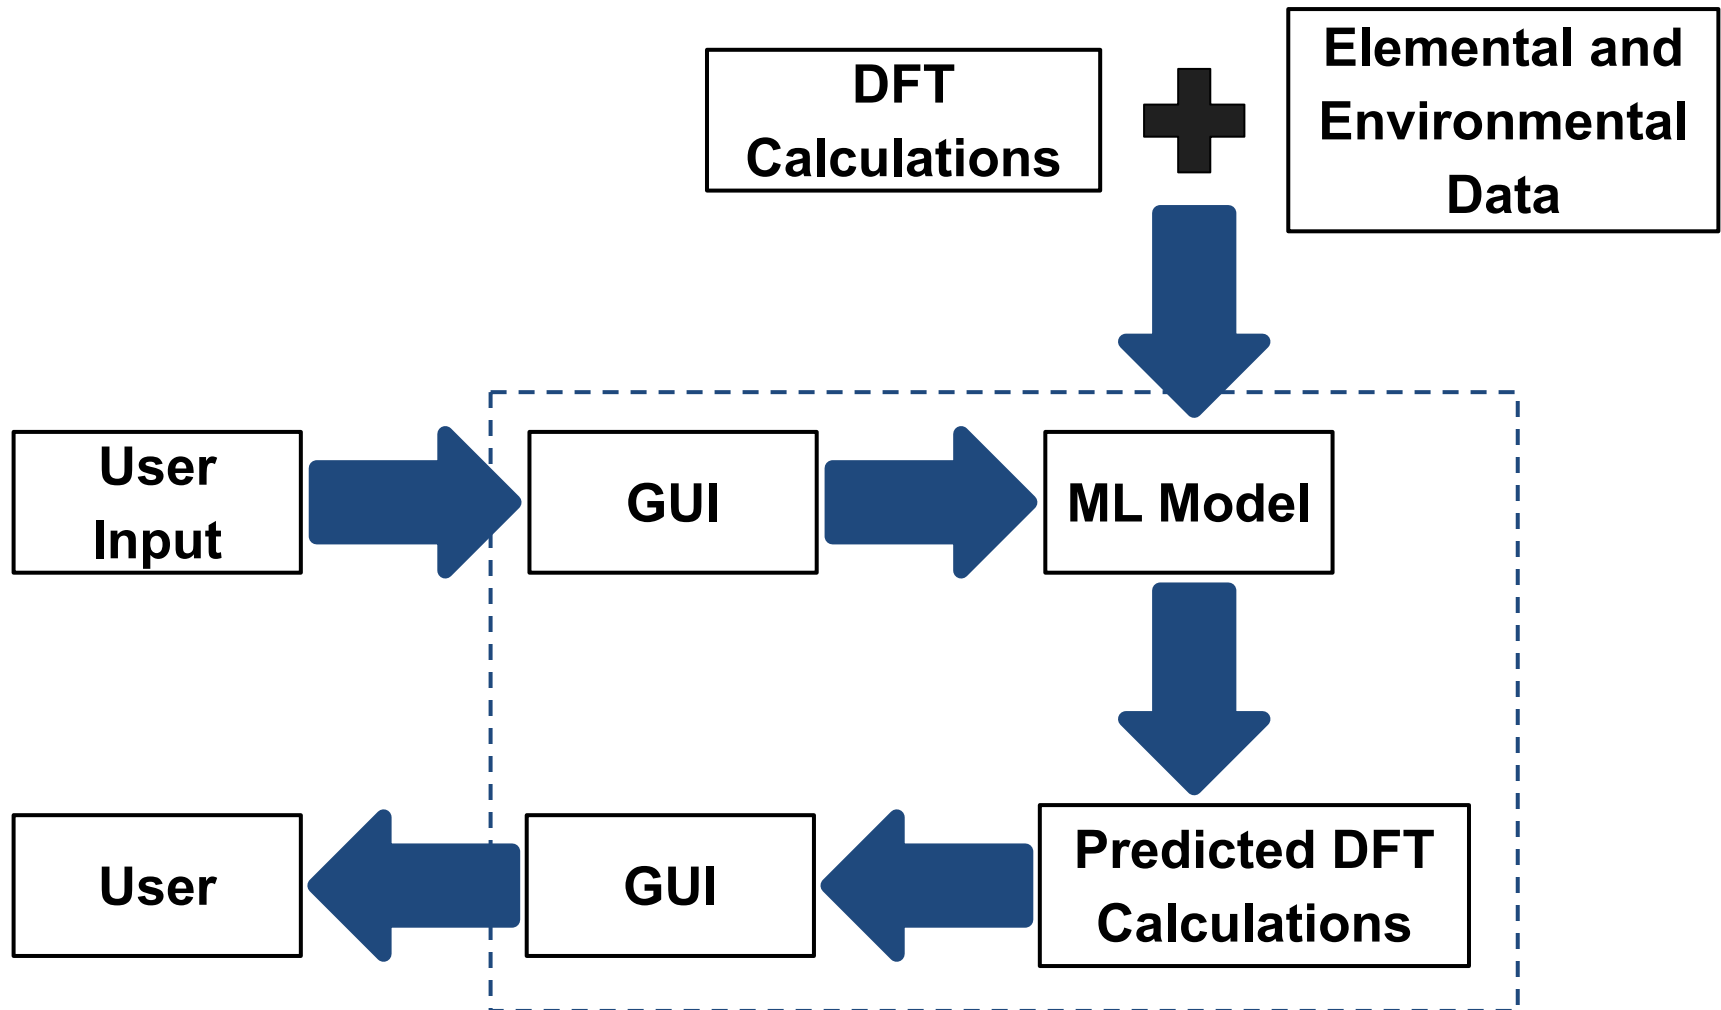 DFT
Calculations
Elemental and
Environmental
Data
User
Input
GUI
ML Model
User
GUI
Predicted DFT
Calculations